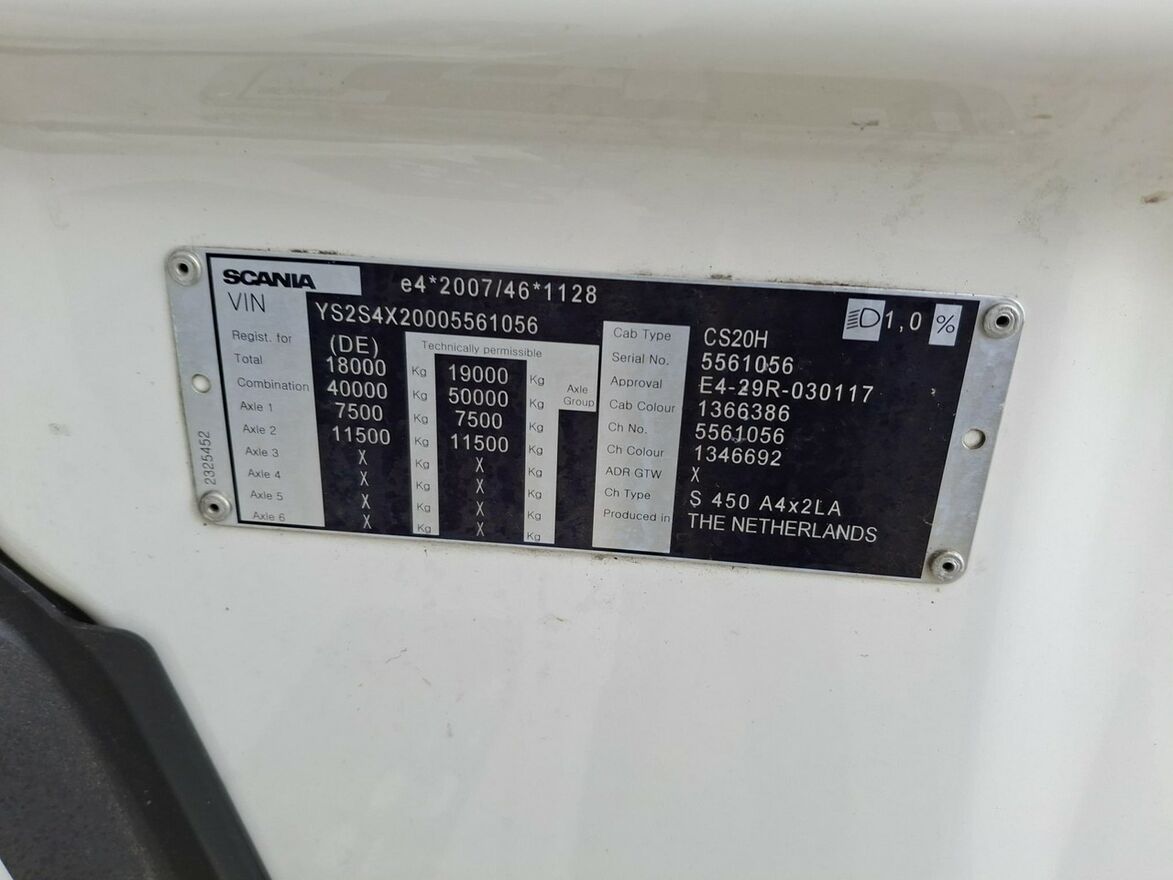 SCANIA e4*2007/46*1128
VIN YS2S4X20005561056
1,0 %
Regist. for (DE) Technically permissible
Total 18000 Kg 19000 Kg Axle Group
Combination 40000 Kg 50000 Kg
Axle 1 7500 Kg 7500 Kg
Axle 2 11500 Kg 11500 Kg
Axle 3 X Kg X Kg
Axle 4 X Kg X Kg
Axle 5 X Kg X Kg
Axle 6 X Kg X Kg
Cab Type CS20H
Serial No. 5561056
Approval E4-29R-030117
Cab Colour 1366386
Ch No. 5561056
Ch Colour 1346692
ADR GTW X
Ch Type S 450 A4x2LA
Produced in THE NETHERLANDS
2325452